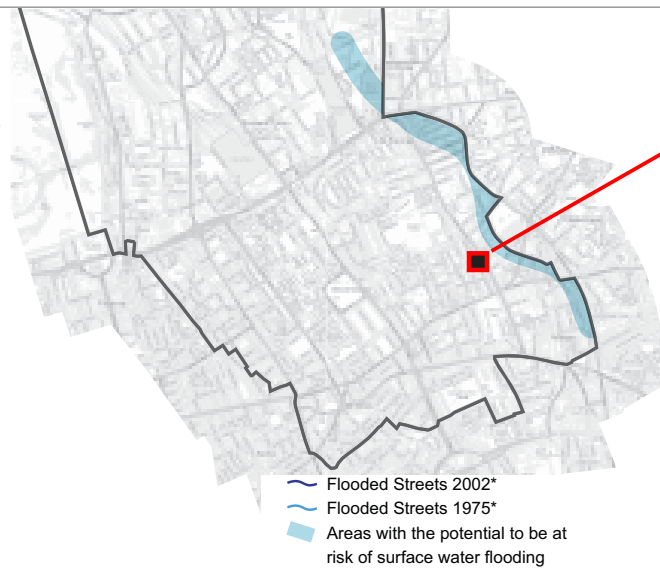 Flooded Streets 2002*
Flooded Streets 1975*
Areas with the potential to be at
risk of surface water flooding